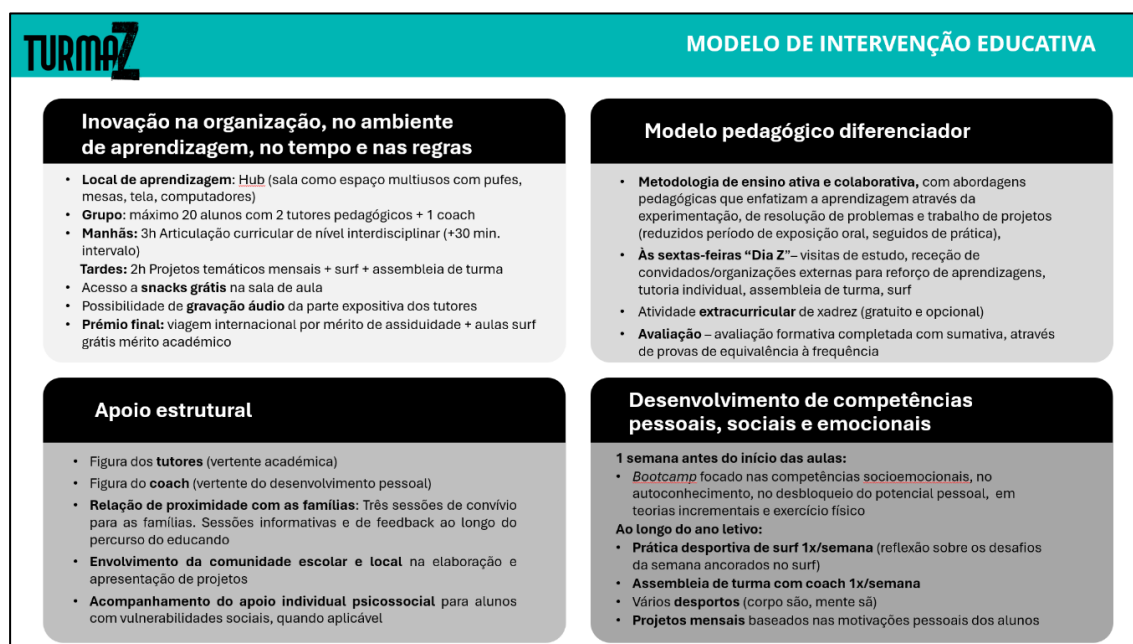 TURMAZ
MODELO DE INTERVENÇÃO EDUCATIVA
Inovação na organização, no ambiente
de aprendizagem, no tempo e nas regras
• Local de aprendizagem: Hub (sala como espaço multiusos com pufes,
mesas, tela, computadores)
• Grupo: máximo 20 alunos com 2 tutores pedagógicos + 1 coach
• Manhãs: 3h Articulação curricular de nível interdisciplinar (+30 min.
intervalo)
Tardes: 2h Projetos temáticos mensais + surf + assembleia de turma
• Acesso a snacks grátis na sala de aula
• Possibilidade de gravação áudio da parte expositiva dos tutores
• Prémio final: viagem internacional por mérito de assiduidade + aulas surf
grátis mérito académico
Modelo pedagógico diferenciador
• Metodologia de ensino ativa e colaborativa, com abordagens
pedagógicas que enfatizam a aprendizagem através da
experimentação, de resolução de problemas e trabalho de projetos
(reduzidos período de exposição oral, seguidos de prática),
• Às sextas-feiras “Dia Z”– visitas de estudo, receção de
convidados/organizações externas para reforço de aprendizagens,
tutoria individual, assembleia de turma, surf
• Atividade extracurricular de xadrez (gratuito e opcional)
• Avaliação – avaliação formativa completada com sumativa, através
de provas de equivalência à frequência
Apoio estrutural
• Figura dos tutores (vertente académica)
• Figura do coach (vertente do desenvolvimento pessoal)
• Relação de proximidade com as famílias: Três sessões de convívio
para as famílias. Sessões informativas e de feedback ao longo do
percurso do educando
• Envolvimento da comunidade escolar e local na elaboração e
apresentação de projetos
• Acompanhamento do apoio individual psicossocial para alunos
com vulnerabilidades sociais, quando aplicável
Desenvolvimento de competências
pessoais, sociais e emocionais
1 semana antes do início das aulas:
• Bootcamp focado nas competências socioemocionais, no
autoconhecimento, no desbloqueio do potencial pessoal, em
teorias incrementais e exercício físico
Ao longo do ano letivo:
• Prática desportiva de surf 1x/semana (reflexão sobre os desafios
da semana ancorados no surf)
• Assembleia de turma com coach 1x/semana
• Vários desportos (corpo são, mente sã)
• Projetos mensais baseados nas motivações pessoais dos alunos